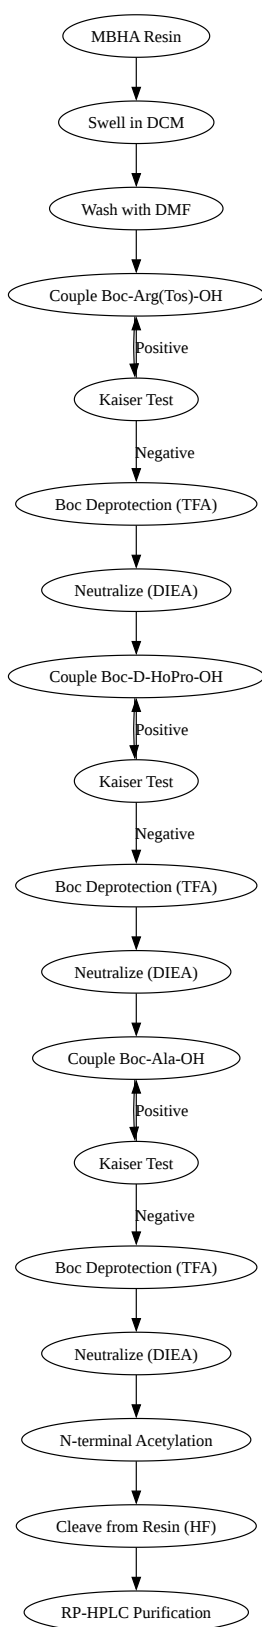 MBHA Resin
Swell in DCM
Wash with DMF
Couple Boc-Arg(Tos)-OH
Positive
Kaiser Test
Negative
Boc Deprotection (TFA)
Neutralize (DIEA)
Couple Boc-D-HoPro-OH
Positive
Kaiser Test
Negative
Boc Deprotection (TFA)
Neutralize (DIEA)
Couple Boc-Ala-OH
Positive
Kaiser Test
Negative
Boc Deprotection (TFA)
Neutralize (DIEA)
N-terminal Acetylation
Cleave from Resin (HF)
RP-HPLC Purification